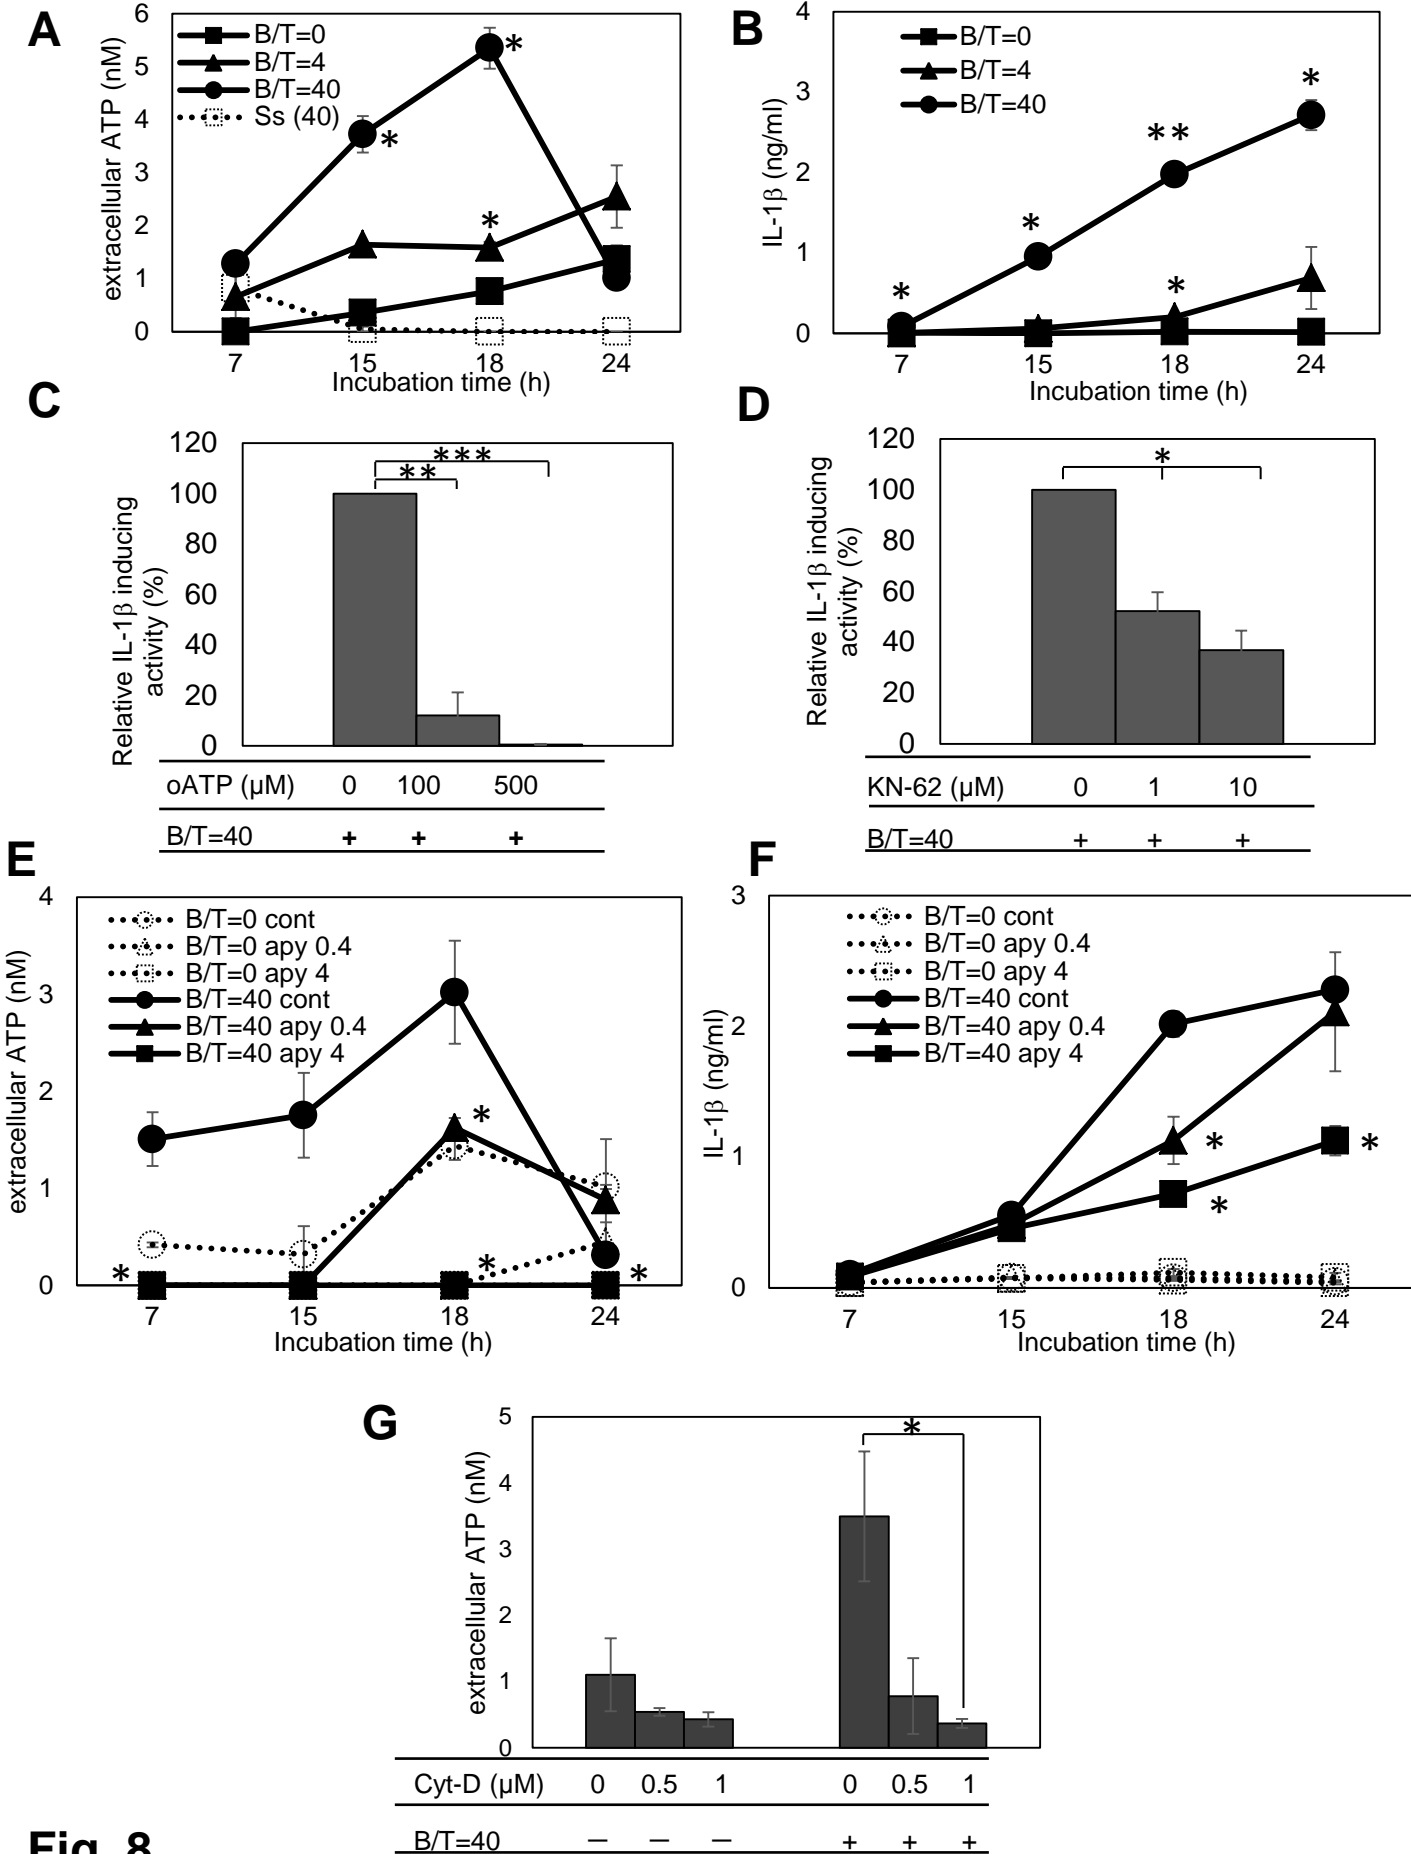 A
extracellular ATP (nM)
6
5
4
3
2
1
0
B/T=0
B/T=4
B/T=40
Ss (40)
*
*
*
7 15 18 24
Incubation time (h)
B
IL-1β (ng/ml)
4
3
2
1
0
B/T=0
B/T=4
B/T=40
*
*
**
*
*
7 15 18 24
Incubation time (h)
C
Relative IL-1β inducing
activity (%)
120
100
80
60
40
20
0
***
**
oATP (μM) 0 100 500
B/T=40 + + +
D
Relative IL-1β inducing
activity (%)
120
100
80
60
40
20
0
*
KN-62 (μM) 0 1 10
B/T=40 + + +
E
extracellular ATP (nM)
4
3
2
1
0
B/T=0 cont
B/T=0 apy 0.4
B/T=0 apy 4
B/T=40 cont
B/T=40 apy 0.4
B/T=40 apy 4
*
*
*
*
7 15 18 24
Incubation time (h)
F
IL-1β (ng/ml)
3
2
1
0
B/T=0 cont
B/T=0 apy 0.4
B/T=0 apy 4
B/T=40 cont
B/T=40 apy 0.4
B/T=40 apy 4
*
*
*
7 15 18 24
Incubation time (h)
G
extracellular ATP (nM)
5
4
3
2
1
0
*
Cyt-D (μM) 0 0.5 1 0 0.5 1
B/T=40 − − − + + +
Fig. 8